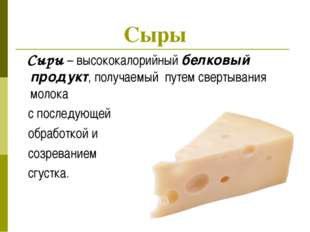 Сыры
Сыры – высококалорийный белковый
продукт, получаемый путем свертывания
молока
с последующей
обработкой и
созреванием
сгустка.